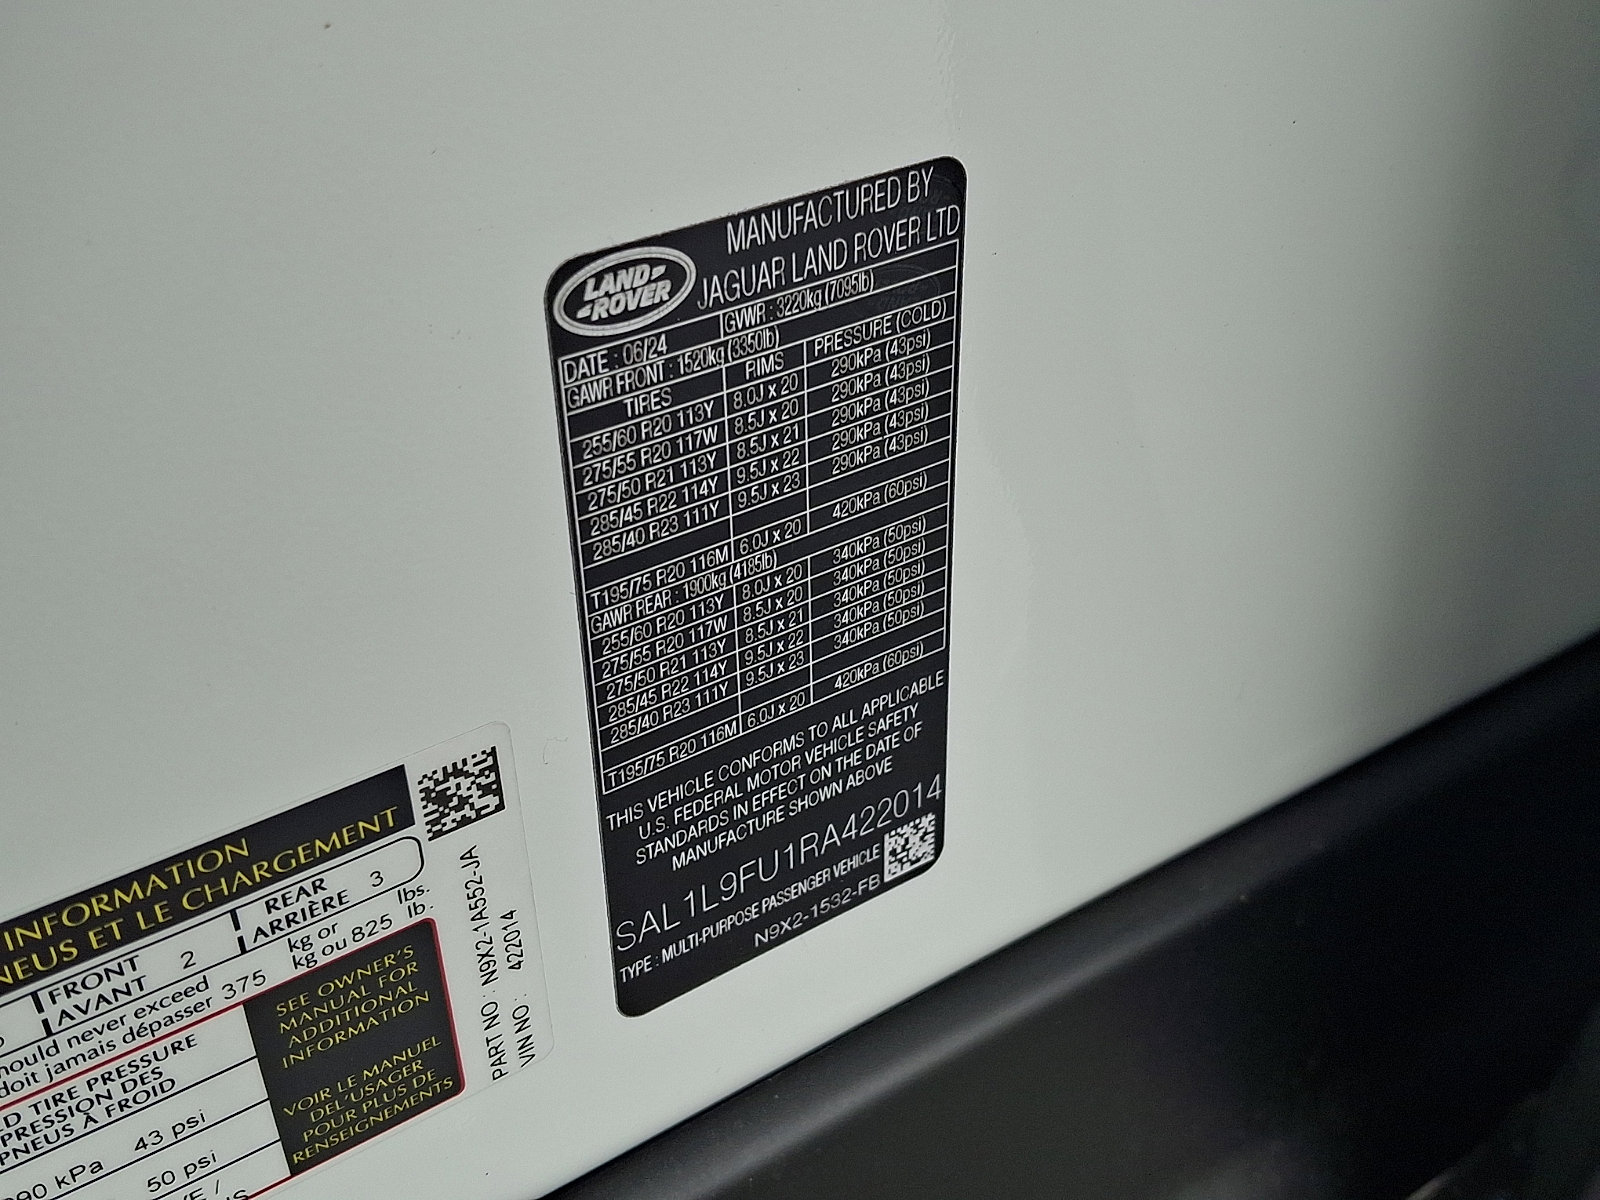 LAND ROVER
MANUFACTURED BY
JAGUAR LAND ROVER LTD
DATE : 06/24 GVWR : 3220kg (7095lb)
GAWR FRONT : 1520kg (3350lb)
TIRES RIMS PRESSURE (COLD)
255/60 R20 113Y 8.0J x 20 290kPa (43psi)
275/55 R20 117W 8.5J x 20 290kPa (43psi)
275/50 R21 113Y 8.5J x 21 290kPa (43psi)
285/45 R22 114Y 9.5J x 22 290kPa (43psi)
285/40 R23 111Y 9.5J x 23 290kPa (43psi)
T195/75 R20 116M 6.0J x 20 420kPa (60psi)
GAWR REAR : 1900kg (4185lb)
255/60 R20 113Y 8.0J x 20 340kPa (50psi)
275/55 R20 117W 8.5J x 20 340kPa (50psi)
275/50 R21 113Y 8.5J x 21 340kPa (50psi)
285/45 R22 114Y 9.5J x 22 340kPa (50psi)
285/40 R23 111Y 9.5J x 23 340kPa (50psi)
T195/75 R20 116M 6.0J x 20 420kPa (60psi)
THIS VEHICLE CONFORMS TO ALL APPLICABLE
U.S. FEDERAL MOTOR VEHICLE SAFETY
STANDARDS IN EFFECT ON THE DATE OF
MANUFACTURE SHOWN ABOVE
SAL1L9FU1RA422014
TYPE : MULTI-PURPOSE PASSENGER VEHICLE
N9X2-1532-FB
INFORMATION
NEUS ET LE CHARGEMENT
FRONT 2 REAR 3
AVANT ARRIÈRE
should never exceed 375 kg or 825 lbs.
doit jamais dépasser kg ou lb.
TIRE PRESSURE
PRESSION DES
PNEUS À FROID
kPa 43 psi
50 psi
SEE OWNER'S
MANUAL FOR
ADDITIONAL
INFORMATION
VOIR LE MANUEL
DEL'USAGER
POUR PLUS DE
RENSEIGNEMENTS
PART NO : N9X2-1A552-JA
VIN NO : 422014